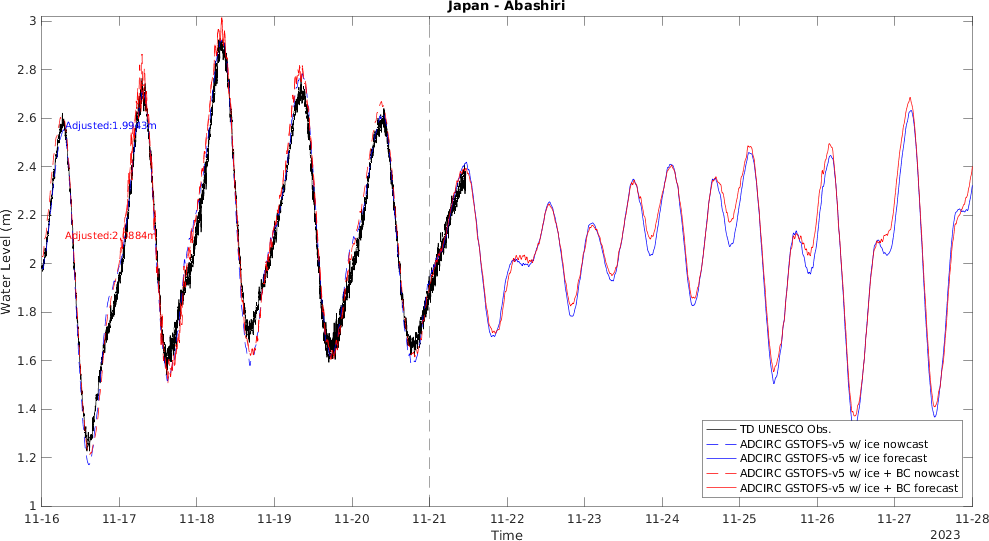 Japan - Abashiri
Water Level (m)
3
2.8
2.6
2.4
2.2
2
1.8
1.6
1.4
1.2
1
Adjusted:1.9943m
TD UNESCO Obs.
ADCIRC GSTOFS-v5 w/ ice nowcast
ADCIRC GSTOFS-v5 w/ ice forecast
ADCIRC GSTOFS-v5 w/ ice + BC nowcast
ADCIRC GSTOFS-v5 w/ ice + BC forecast
11-16
11-17
11-18
11-19
11-20
11-21
11-22
11-23
11-24
11-25
11-26
11-27
11-28
Time
2023